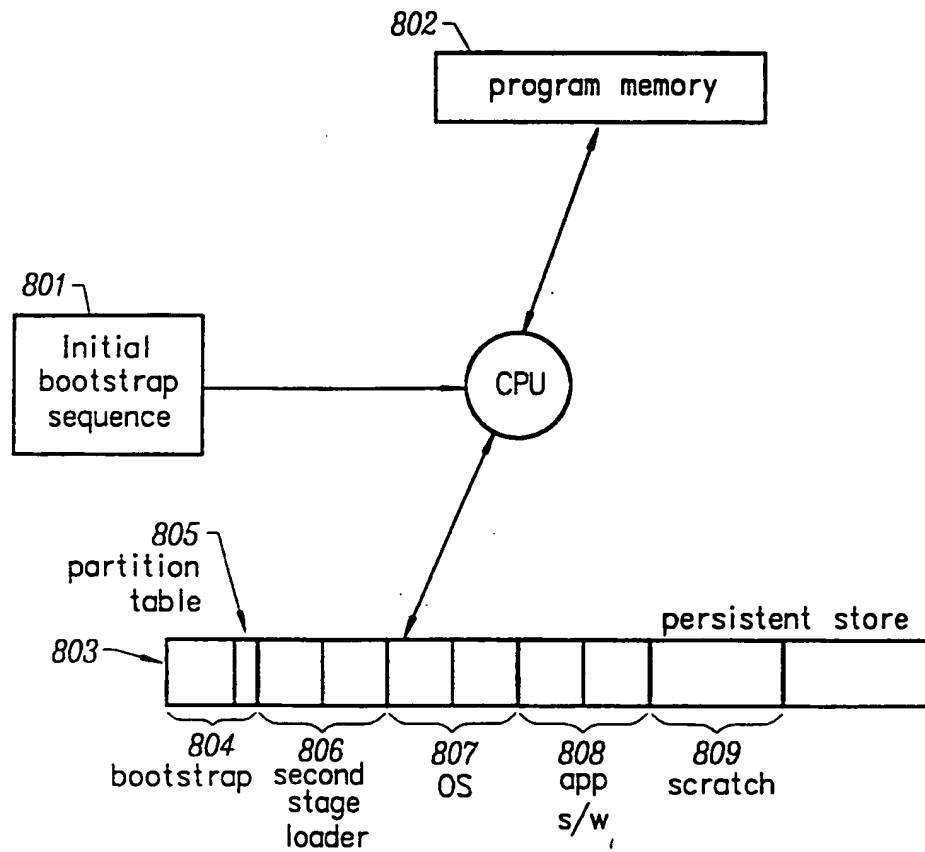 802
program memory
801
Initial
bootstrap
sequence
CPU
805
partition
table
persistent store
803
804
bootstrap
806
second
stage
loader
807
OS
808
app
s/w
809
scratch